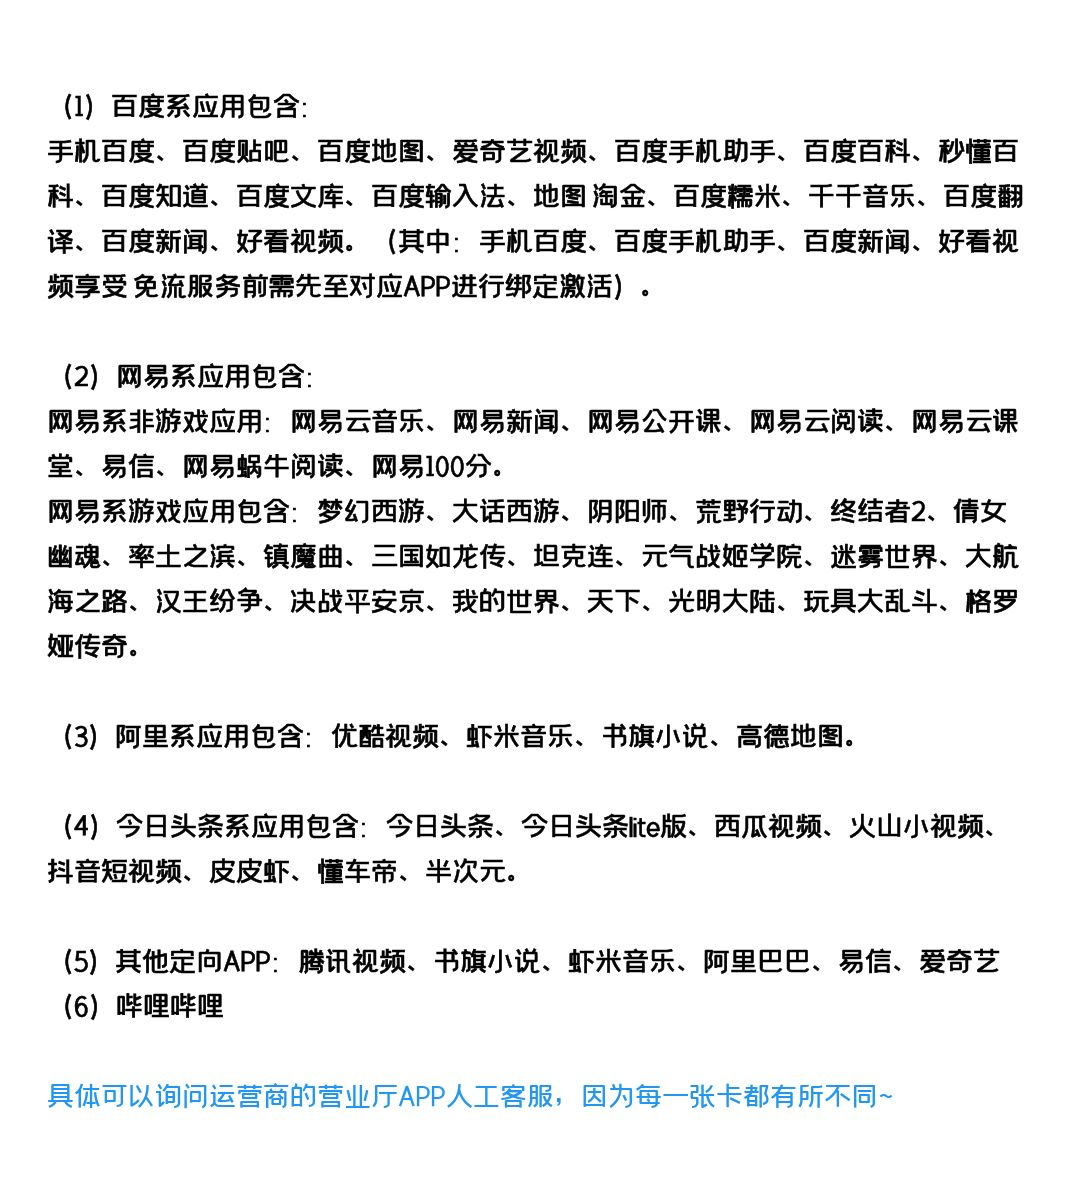 （1）百度系应用包含:
手机百度、百度贴吧、百度地图、爱奇艺视频、百度手机助手、百度百科、秒懂百
科、百度知道、百度文库、百度输入法、地图 淘金、百度糯米、千千音乐、百度翻
译、百度新闻、好看视频。（其中：手机百度、百度手机助手、百度新闻、好看视
频享受 免流服务前需先至对应APP进行绑定激活）。
（2）网易系应用包含:
网易系非游戏应用：网易云音乐、网易新闻、网易公开课、网易云阅读、网易云课
堂、易信、网易蜗牛阅读、网易100分。
网易系游戏应用包含：梦幻西游、大话西游、阴阳师、荒野行动、终结者2、倩女
幽魂、率土之滨、镇魔曲、三国如龙传、坦克连、元气战姬学院、迷雾世界、大航
海之路、汉王纷争、决战平安京、我的世界、天下、光明大陆、玩具大乱斗、格罗
娅传奇。
（3）阿里系应用包含：优酷视频、虾米音乐、书旗小说、高德地图。
（4）今日头条系应用包含：今日头条、今日头条lite版、西瓜视频、火山小视频、
抖音短视频、皮皮虾、懂车帝、半次元。
（5）其他定向APP：腾讯视频、书旗小说、虾米音乐、阿里巴巴、易信、爱奇艺
（6）哔哩哔哩
具体可以询问运营商的营业厅APP人工客服，因为每一张卡都有所不同~